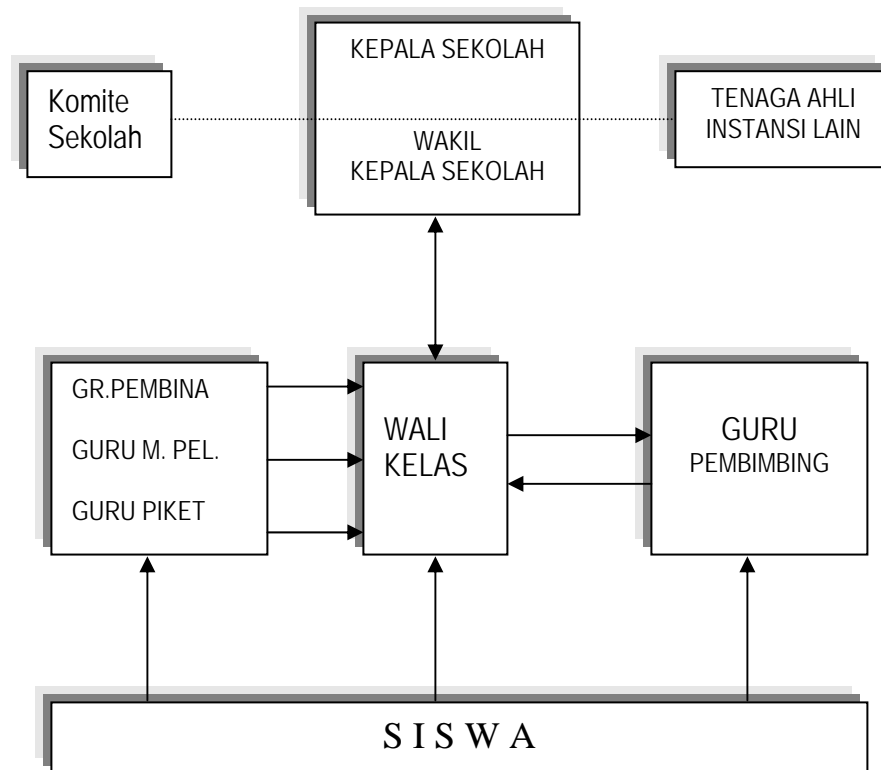 KEPALA SEKOLAH
Komite
Sekolah
WAKIL
KEPALA SEKOLAH
TENAGA AHLI
INSTANSI LAIN
GR.PEMBINA
GURU M. PEL.
GURU PIKET
WALI
KELAS
GURU
PEMBIMBING
S I S W A